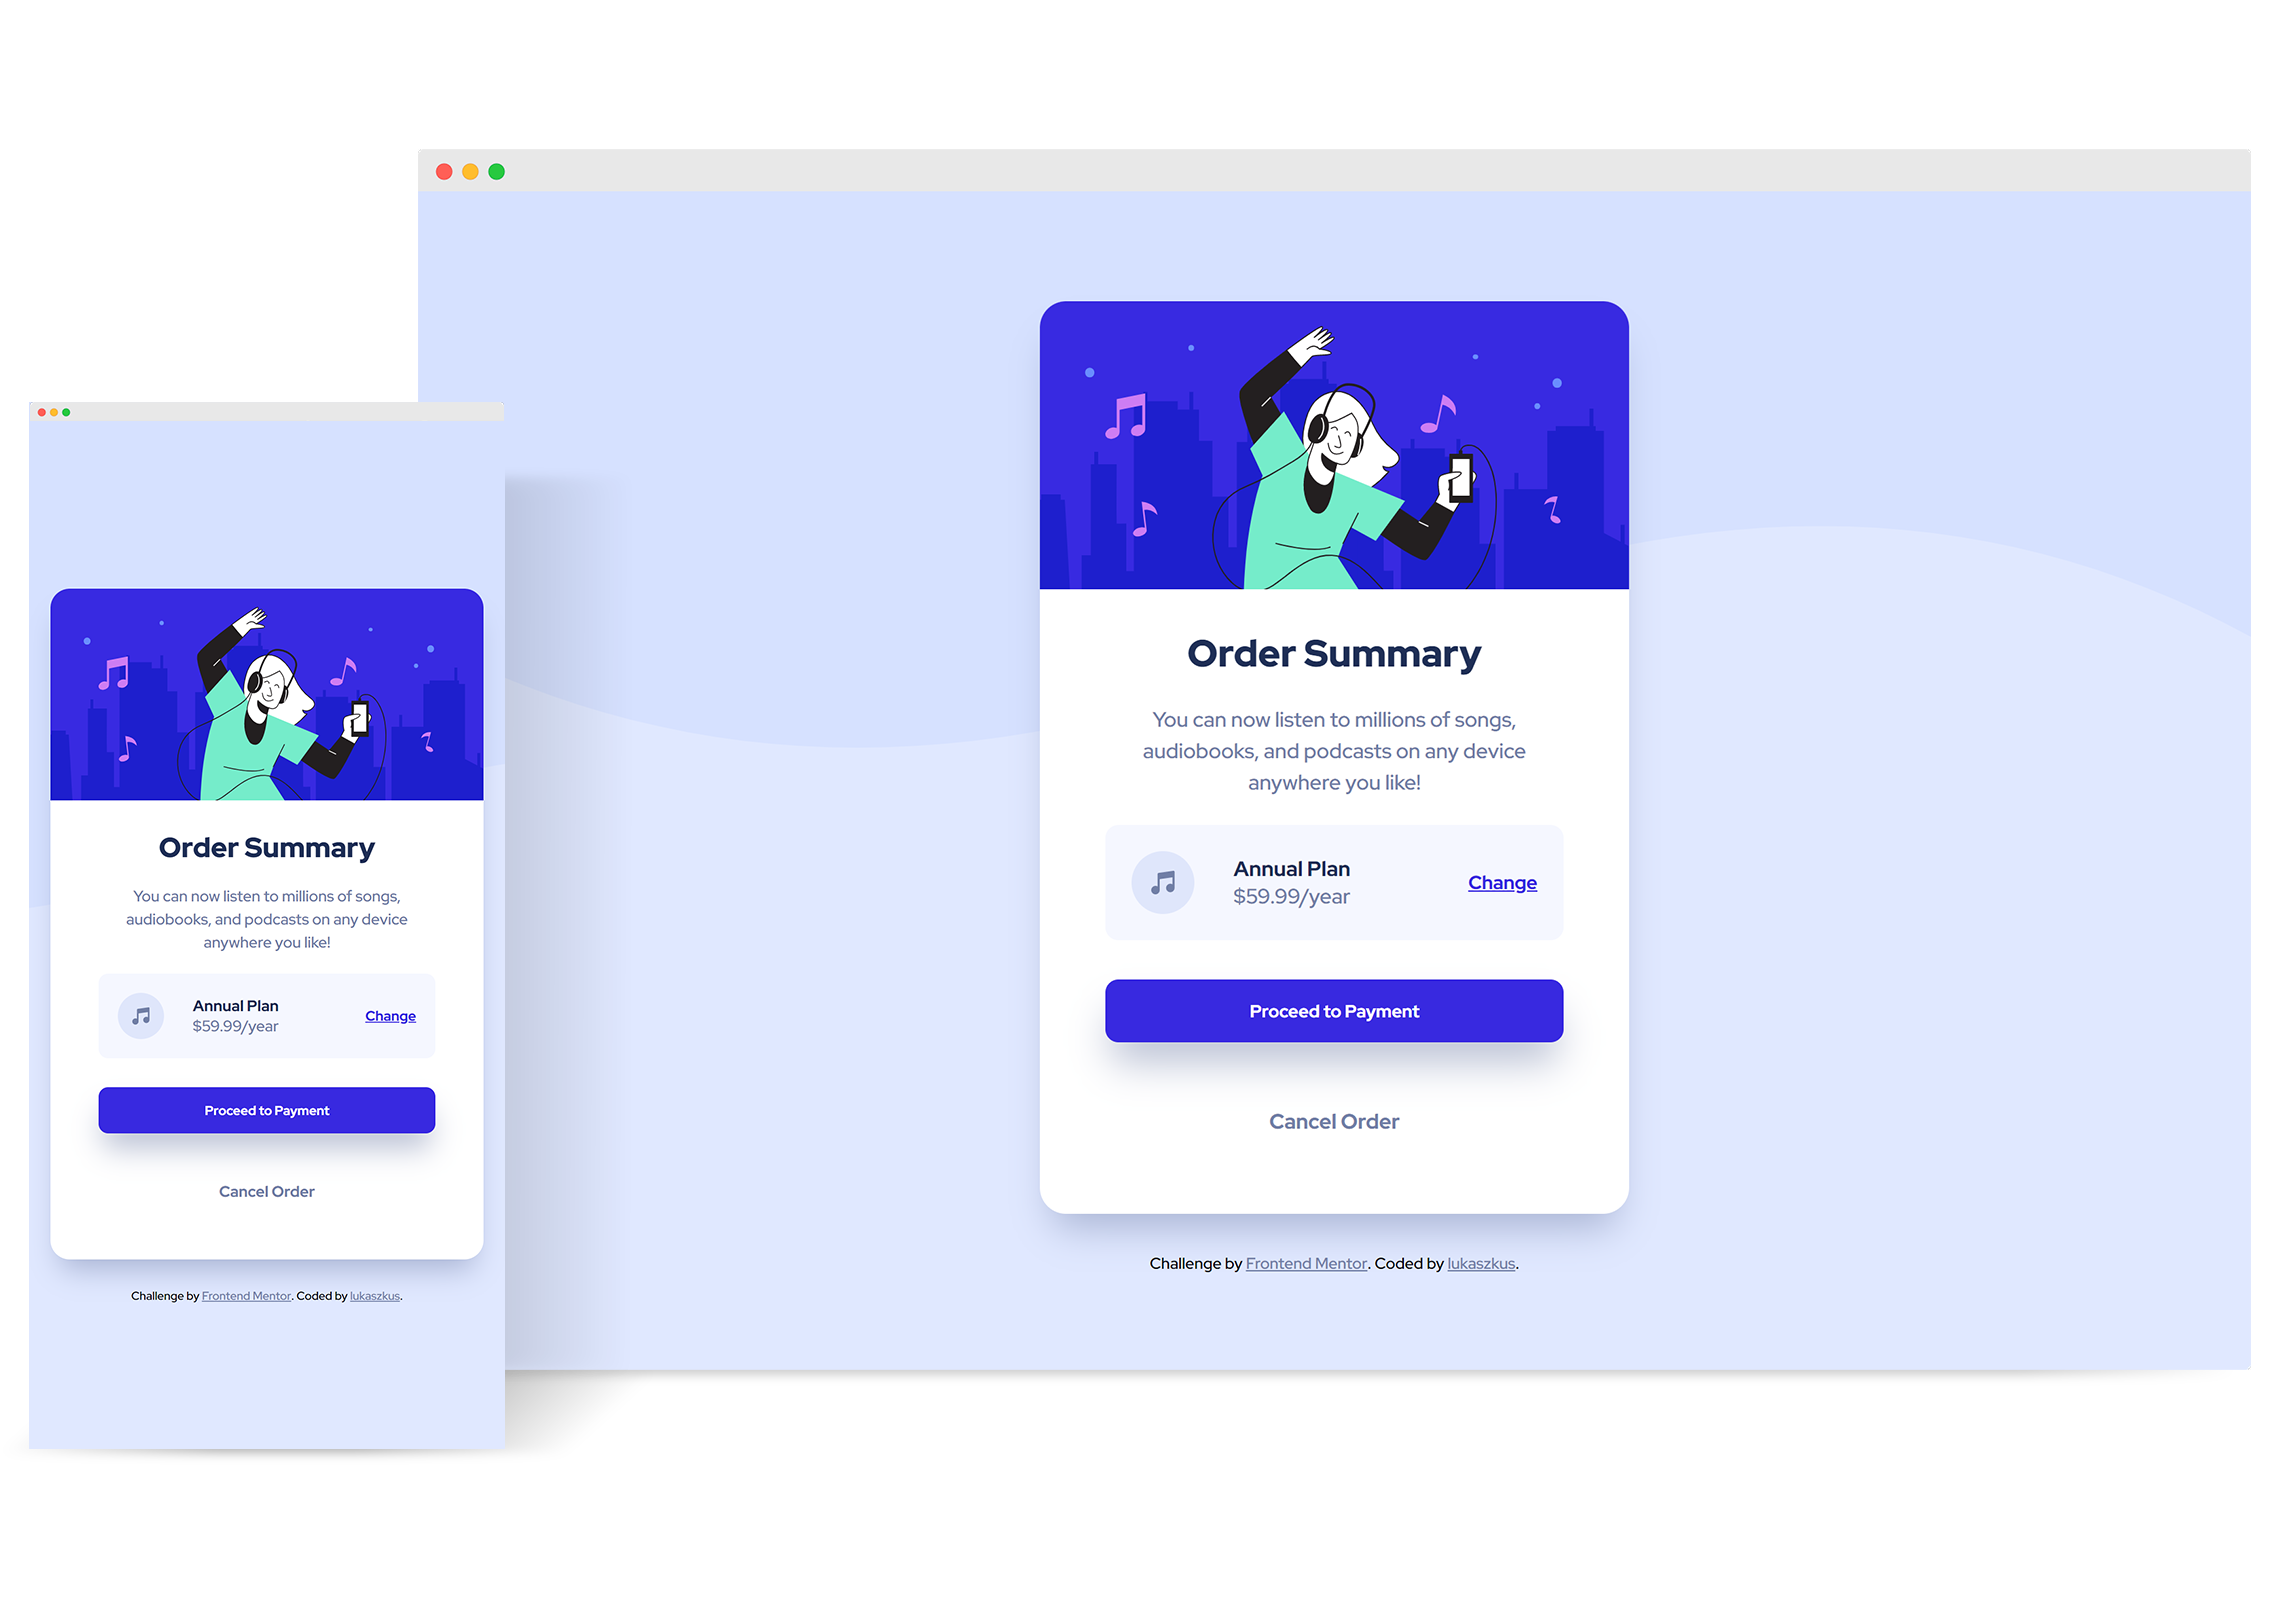 Order Summary
You can now listen to millions of songs,
audiobooks, and podcasts on any device
anywhere you like!
Annual Plan
$59.99/year
Change
Proceed to Payment
Cancel Order
Challenge by Frontend Mentor. Coded by lukaszkus.
Order Summary
You can now listen to millions of songs,
audiobooks, and podcasts on any device
anywhere you like!
Annual Plan
$59.99/year
Change
Proceed to Payment
Cancel Order
Challenge by Frontend Mentor. Coded by lukaszkus.